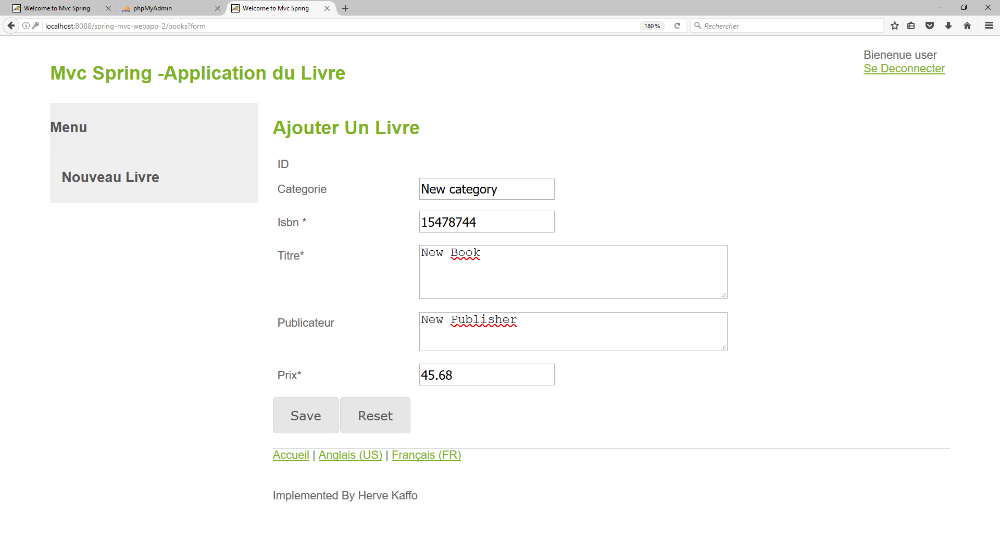 Welcome to Mvc Spring
phpMyAdmin
PMA
Welcome to Mvc Spring
localhost:8088/spring-mvc-webapp-2/books?form
180 %
Rechercher
Mvc Spring -Application du Livre
Bienenue user
Se Deconnecter
Menu
Nouveau Livre
Ajouter Un Livre
ID
Categorie New category
Isbn * 15478744
Titre* New Book
Publicateur New Publisher
Prix* 45.68
Save Reset
Accueil | Anglais (US) | Français (FR)
Implemented By Herve Kaffo